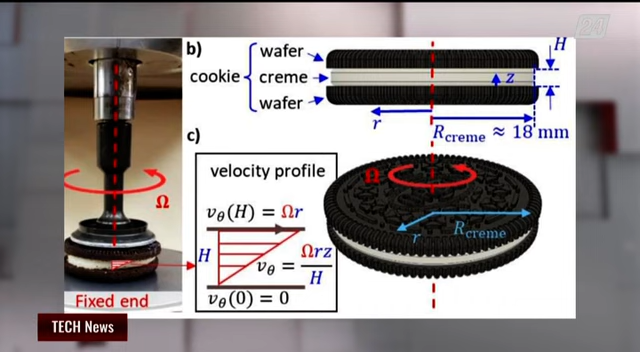 Ω
Fixed end
b)
wafer
cookie
creme
wafer
H
z
r
R_creme ≈ 18 mm
c)
velocity profile
v_θ(H) = Ωr
H
v_θ = Ωrz/H
v_θ(0) = 0
Ω
r
R_creme
TECH News